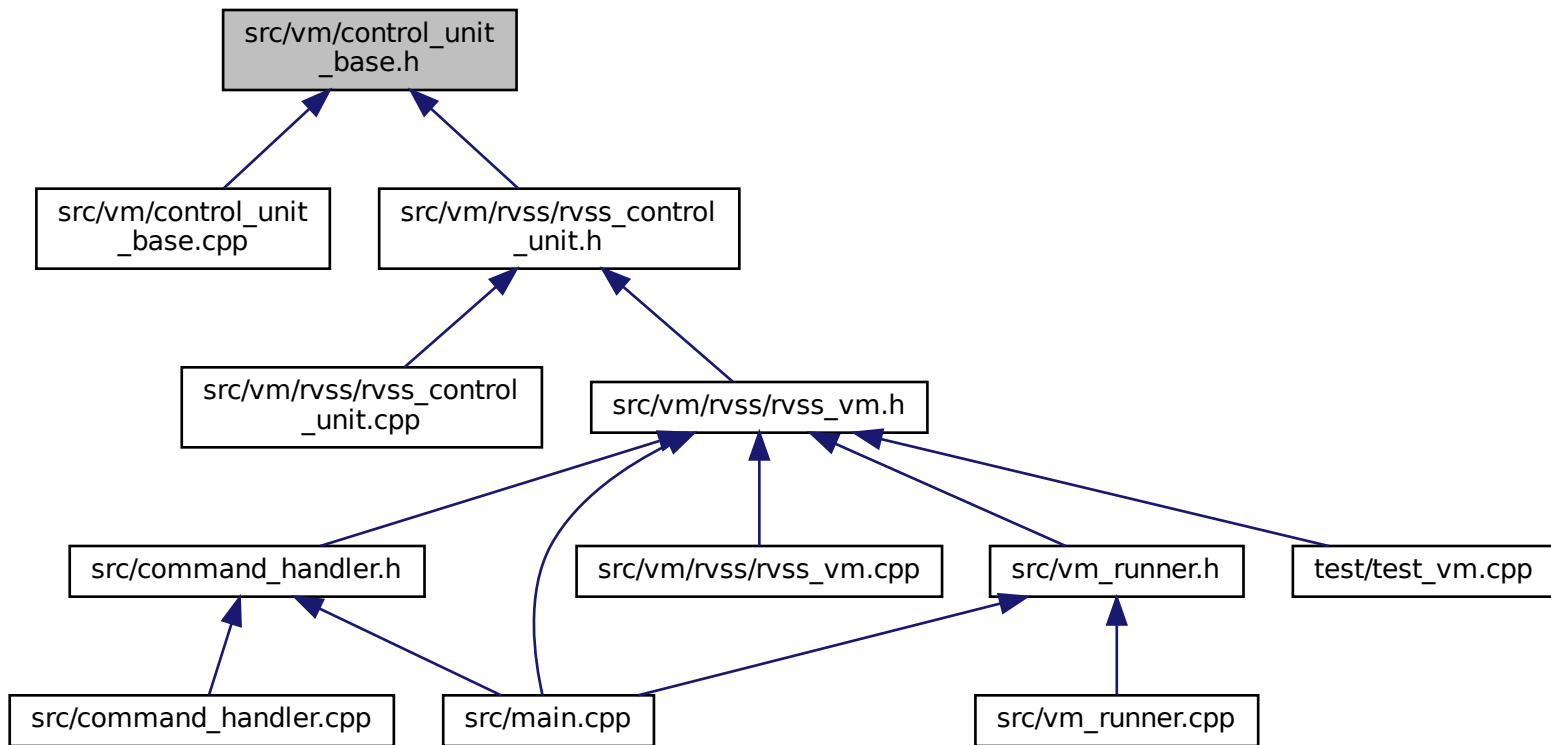 src/vm/control_unit
_base.h
src/vm/control_unit
_base.cpp
src/vm/rvss/rvss_control
_unit.h
src/vm/rvss/rvss_control
_unit.cpp
src/vm/rvss/rvss_vm.h
src/command_handler.h
src/vm/rvss/rvss_vm.cpp
src/vm_runner.h
test/test_vm.cpp
src/command_handler.cpp
src/main.cpp
src/vm_runner.cpp